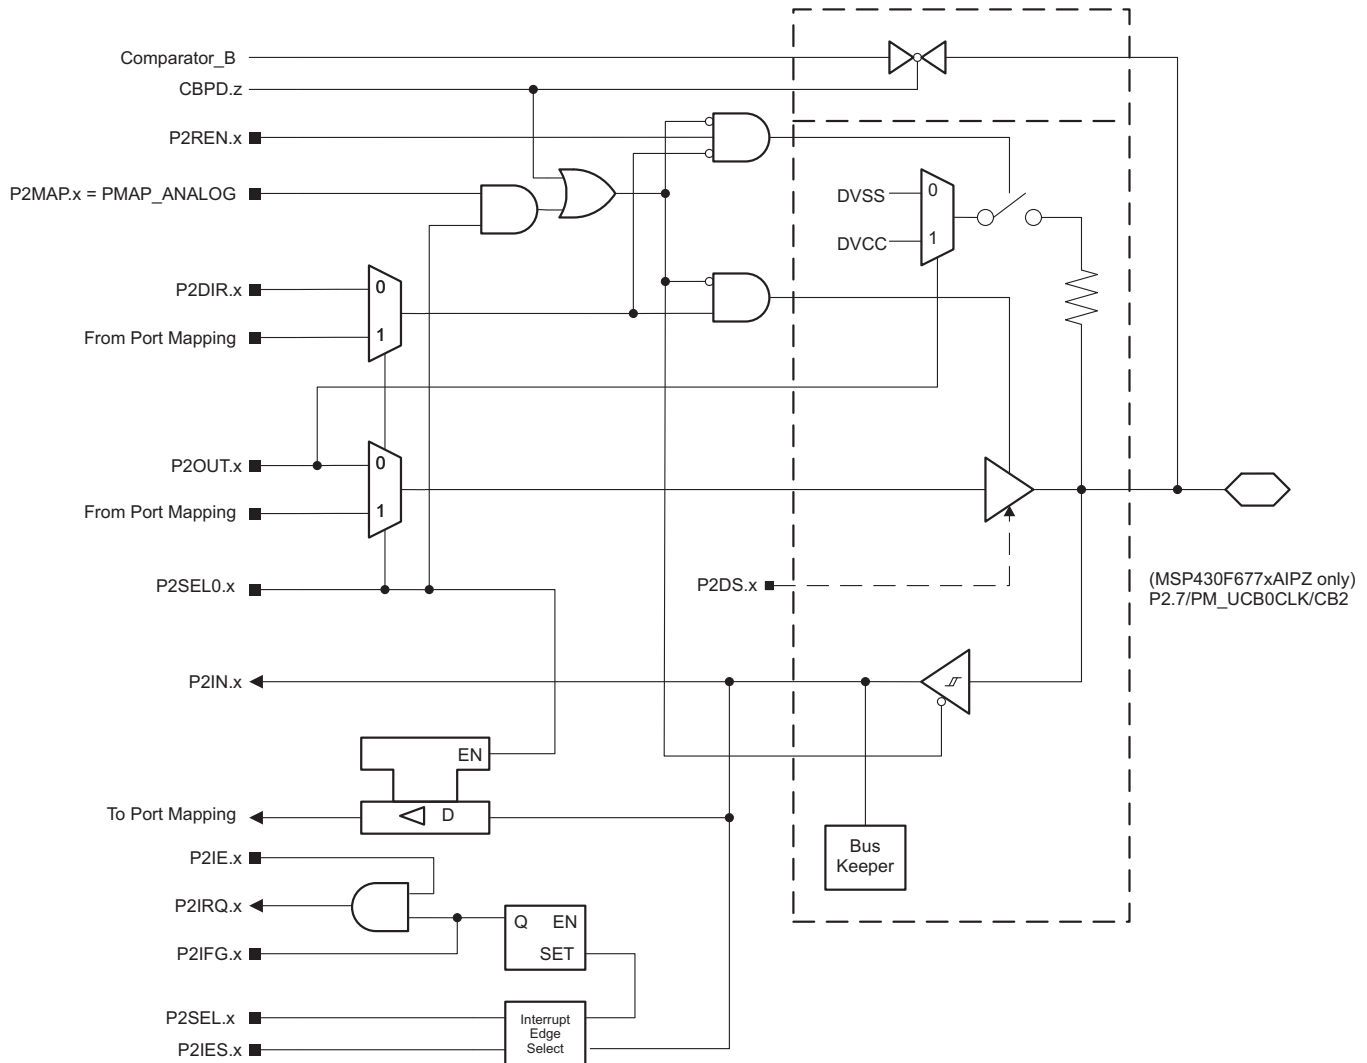 Comparator_B
CBPD.z
P2REN.x
P2MAP.x = PMAP_ANALOG
DVSS
0
DVCC
1
P2DIR.x
0
From Port Mapping
1
P2OUT.x
0
From Port Mapping
1
P2SEL0.x
P2DS.x
(MSP430F677xAIPZ only)
P2.7/PM_UCB0CLK/CB2
P2IN.x
EN
To Port Mapping
D
Bus
Keeper
P2IE.x
P2IRQ.x
Q
EN
P2IFG.x
SET
P2SEL.x
P2IES.x
Interrupt
Edge
Select